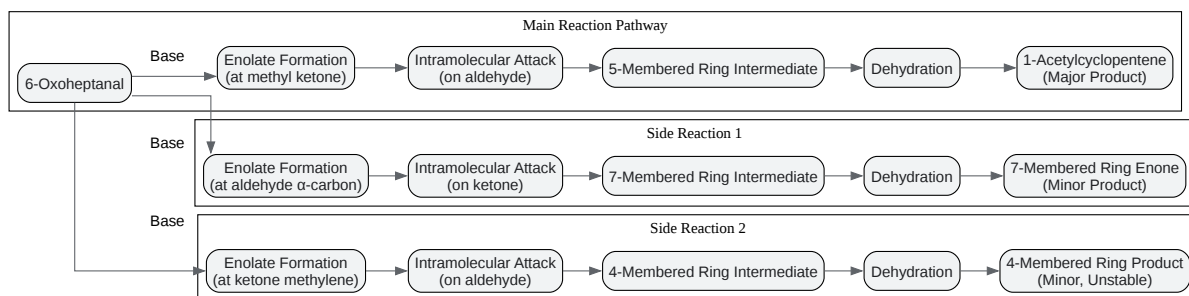 Main Reaction Pathway
6-Oxoheptanal
Base
Enolate Formation
(at methyl ketone)
Intramolecular Attack
(on aldehyde)
5-Membered Ring Intermediate
Dehydration
1-Acetylcyclopentene
(Major Product)
Side Reaction 1
Base
Enolate Formation
(at aldehyde α-carbon)
Intramolecular Attack
(on ketone)
7-Membered Ring Intermediate
Dehydration
7-Membered Ring Enone
(Minor Product)
Side Reaction 2
Base
Enolate Formation
(at ketone methylene)
Intramolecular Attack
(on aldehyde)
4-Membered Ring Intermediate
Dehydration
4-Membered Ring Product
(Minor, Unstable)